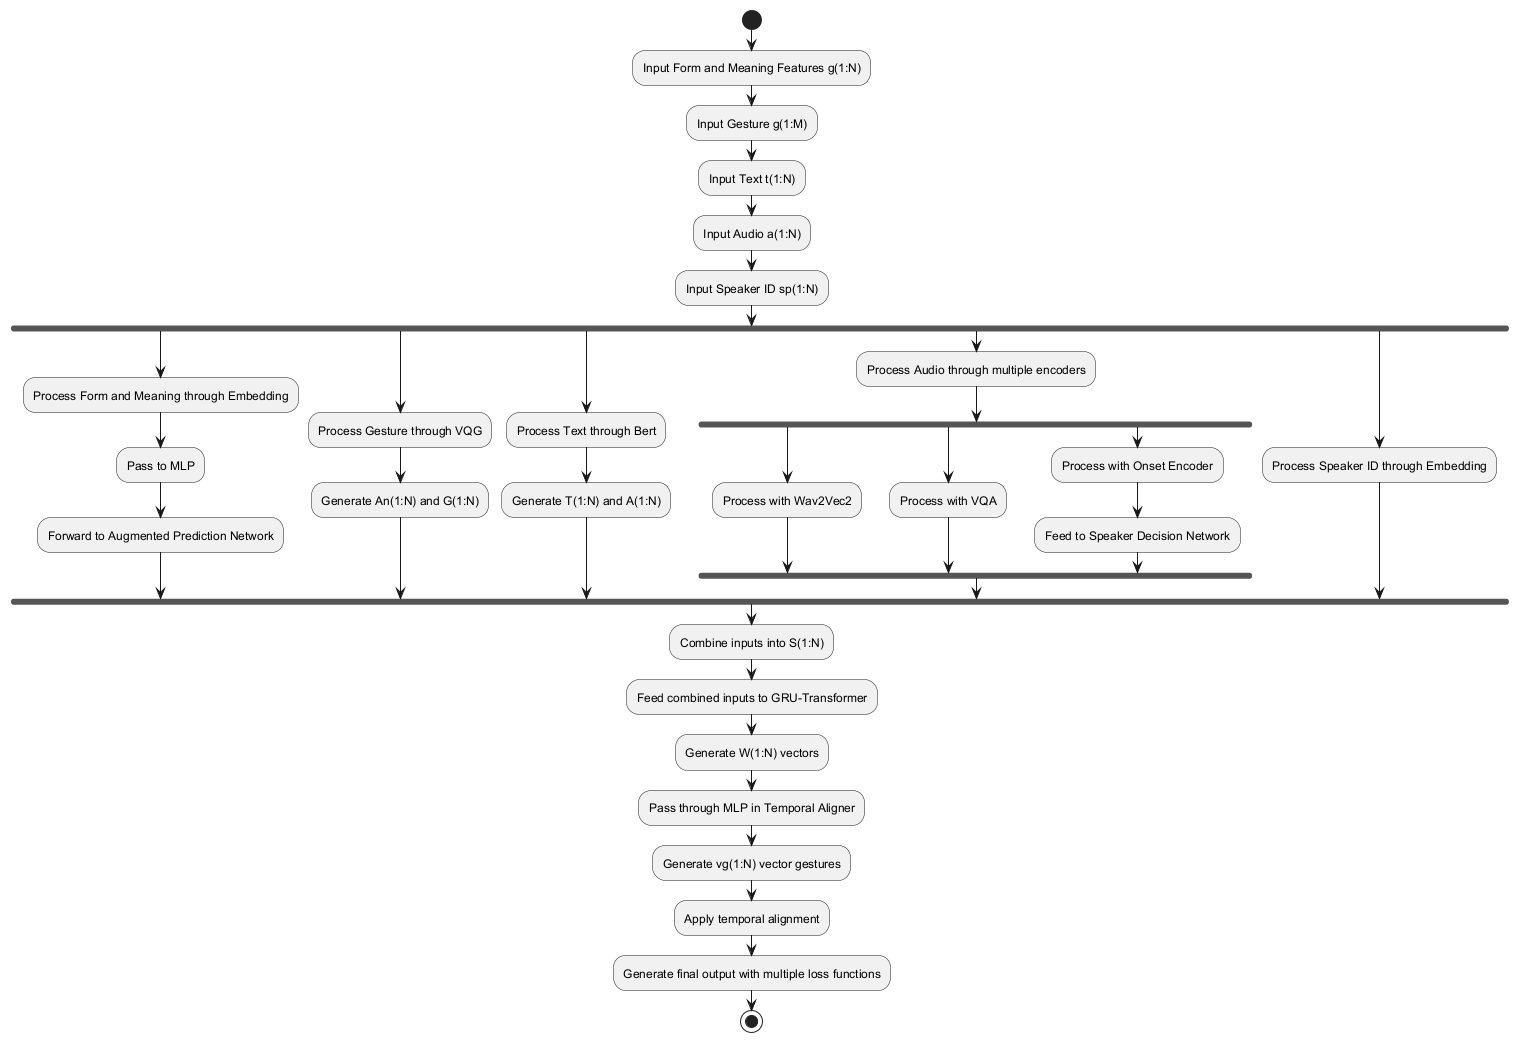 Input Form and Meaning Features g(1:N)
Input Gesture g(1:M)
Input Text t(1:N)
Input Audio a(1:N)
Input Speaker ID sp(1:N)
Process Form and Meaning through Embedding
Pass to MLP
Forward to Augmented Prediction Network
Process Gesture through VQG
Generate An(1:N) and G(1:N)
Process Text through Bert
Generate T(1:N) and A(1:N)
Process Audio through multiple encoders
Process with Wav2Vec2
Process with VQA
Process with Onset Encoder
Feed to Speaker Decision Network
Process Speaker ID through Embedding
Combine inputs into S(1:N)
Feed combined inputs to GRU-Transformer
Generate W(1:N) vectors
Pass through MLP in Temporal Aligner
Generate vg(1:N) vector gestures
Apply temporal alignment
Generate final output with multiple loss functions